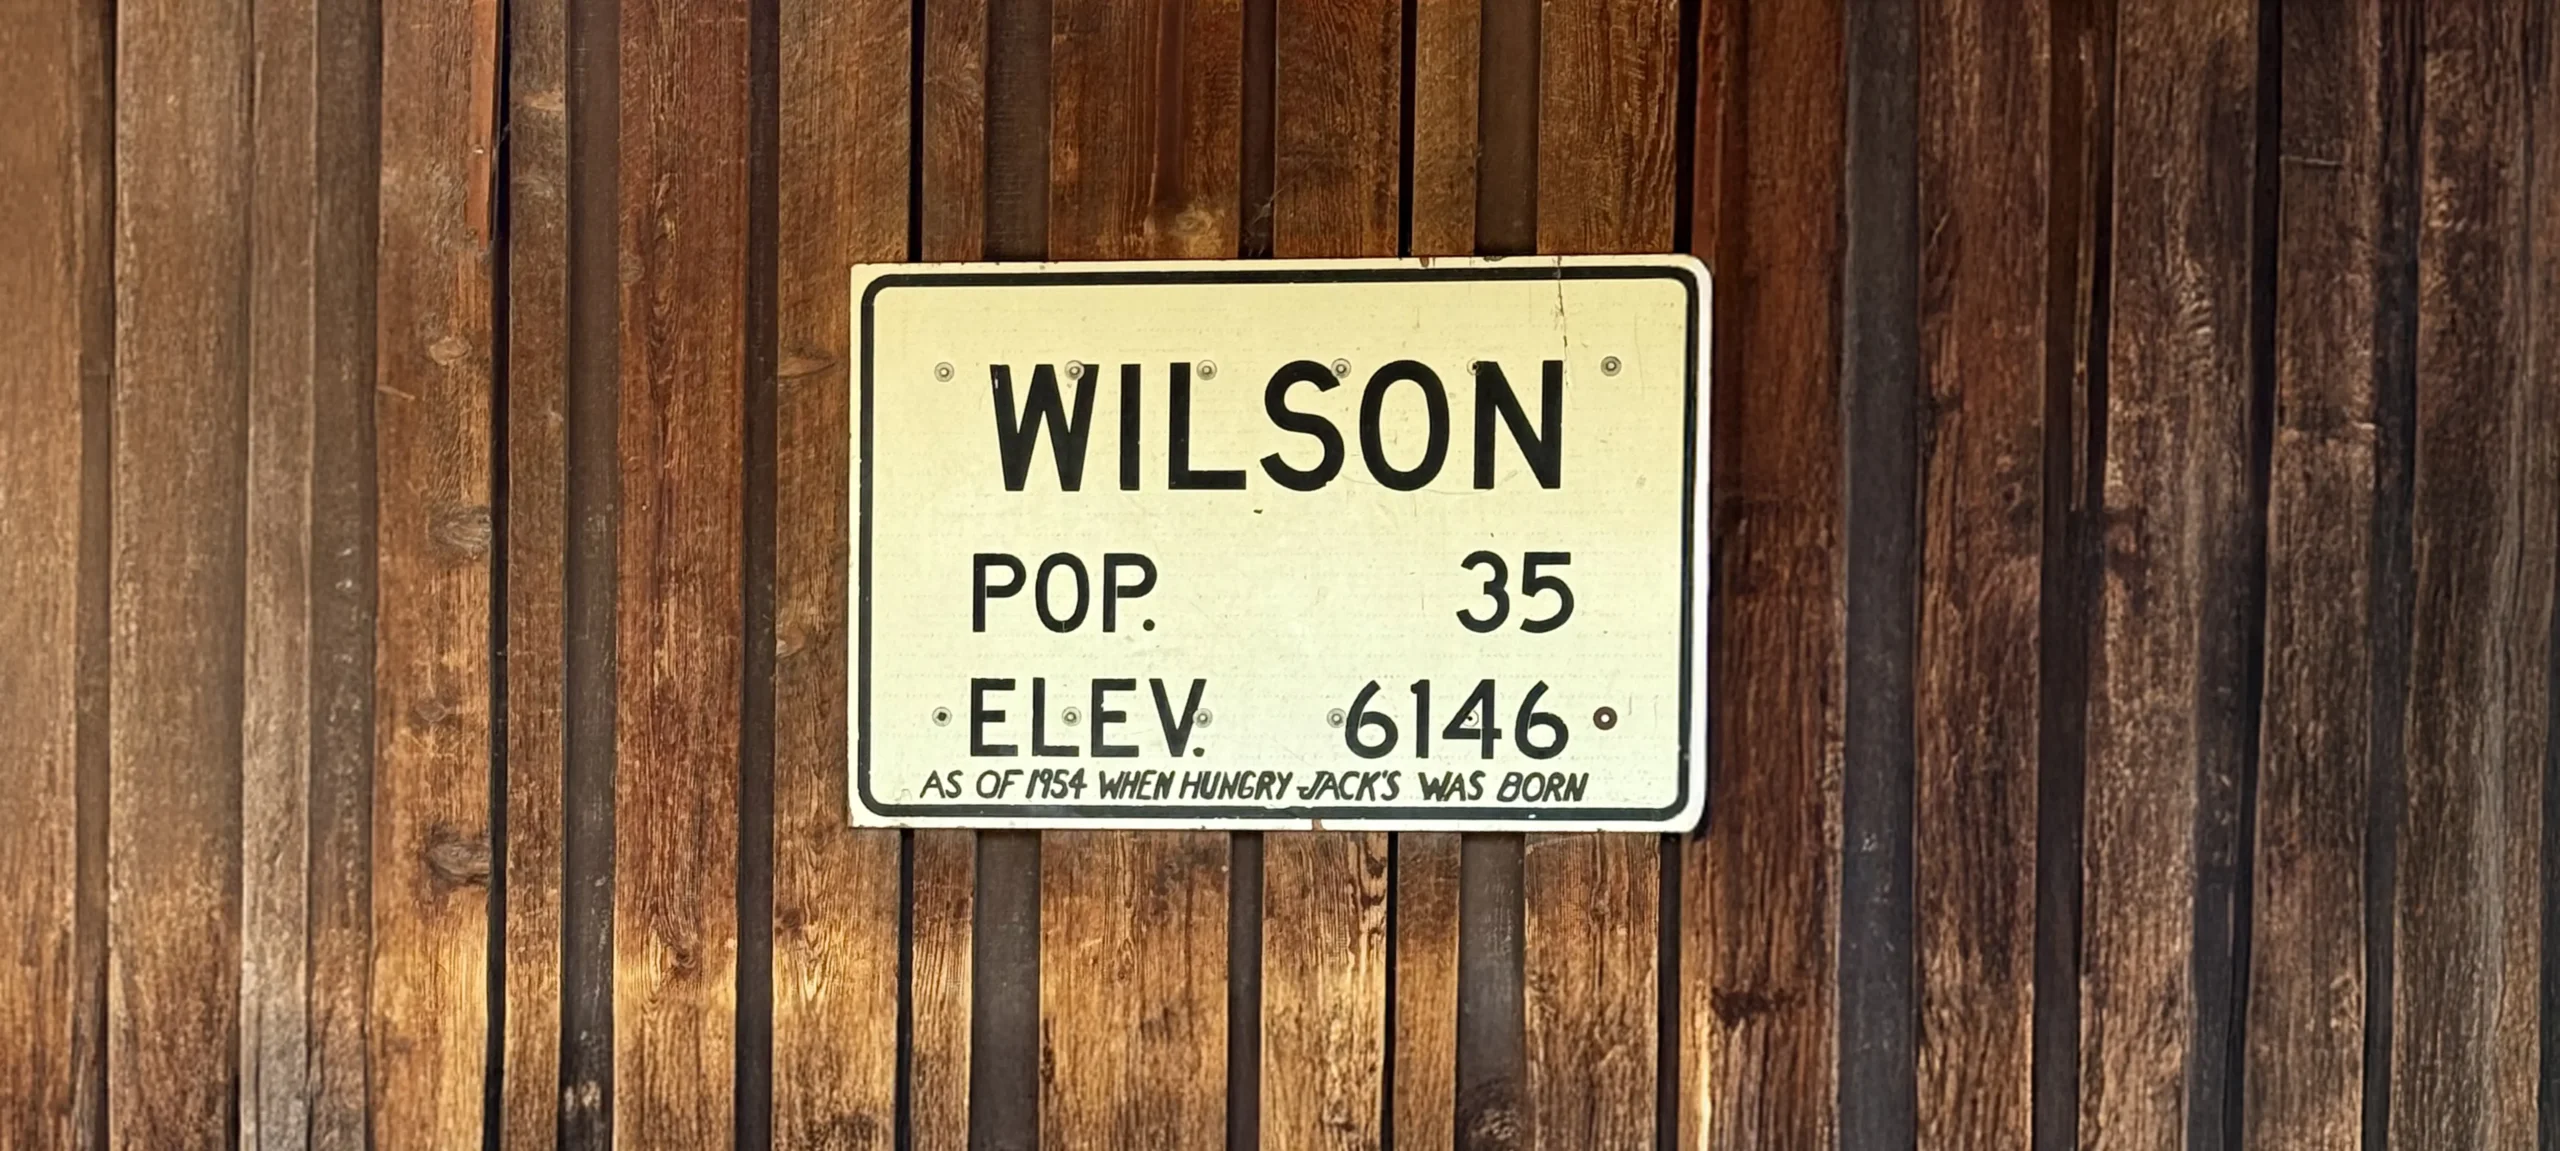 WILSON
POP. 35
ELEV. 6146
AS OF 1954 WHEN HUNGRY JACK'S WAS BORN